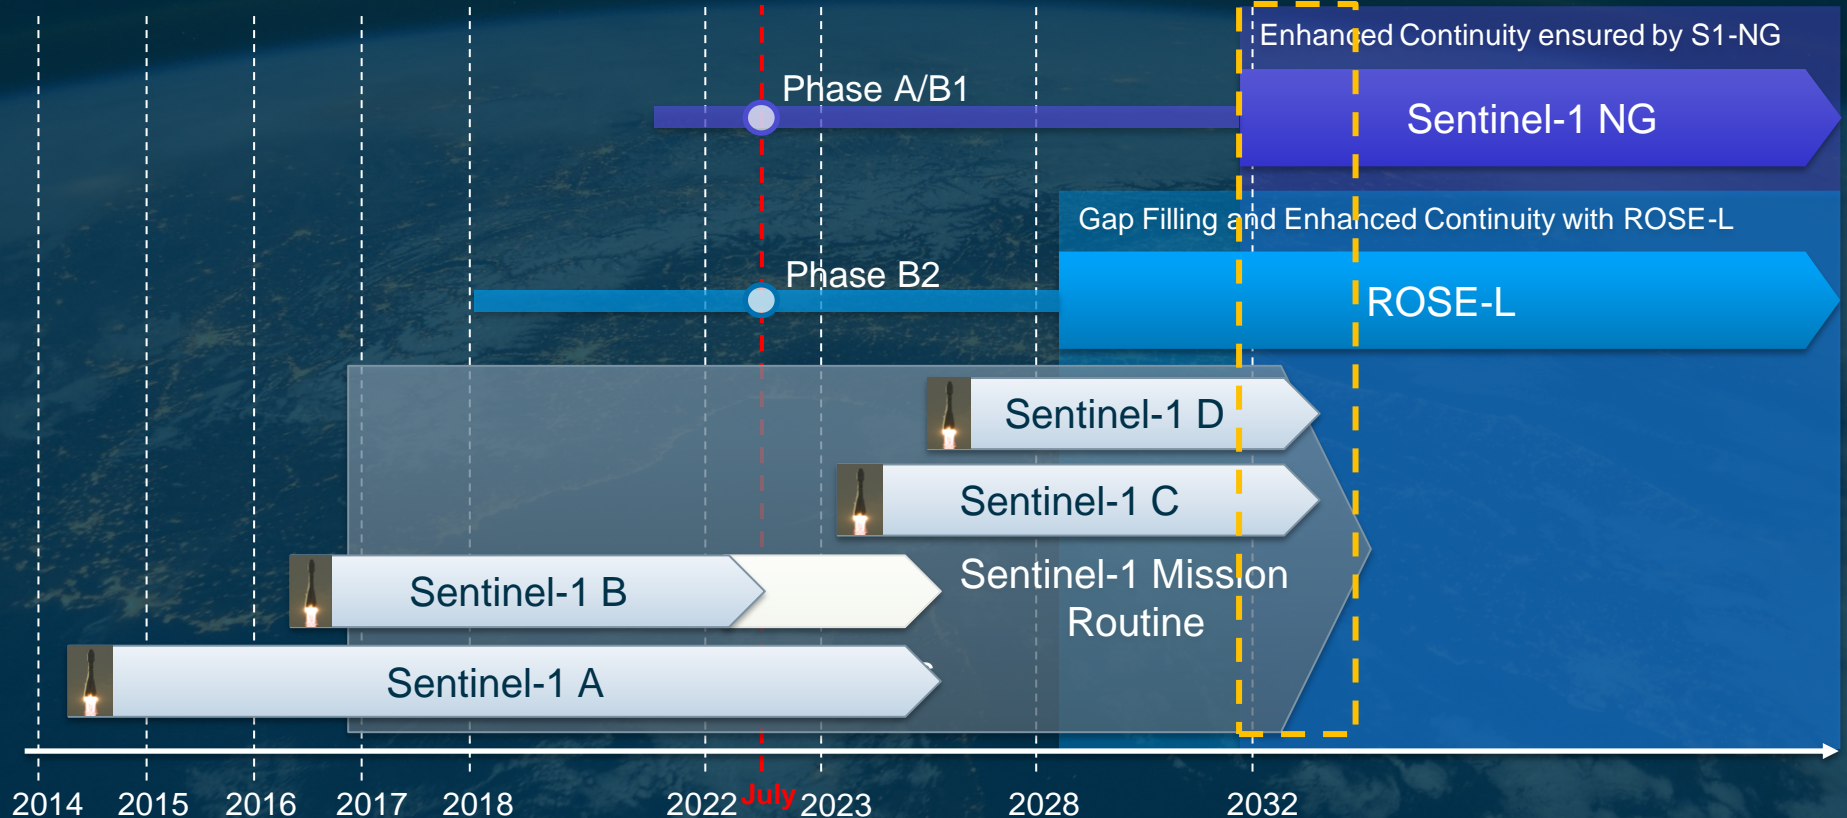 Enhanced Continuity ensured by S1-NG
Phase A/B1
Sentinel-1 NG
Gap Filling and Enhanced Continuity with ROSE-L
Phase B2
ROSE-L
Sentinel-1 D
Sentinel-1 C
Sentinel-1 B
Sentinel-1 Mission
Routine
Sentinel-1 A
2014 2015 2016 2017 2018 2022 July 2023 2028 2032